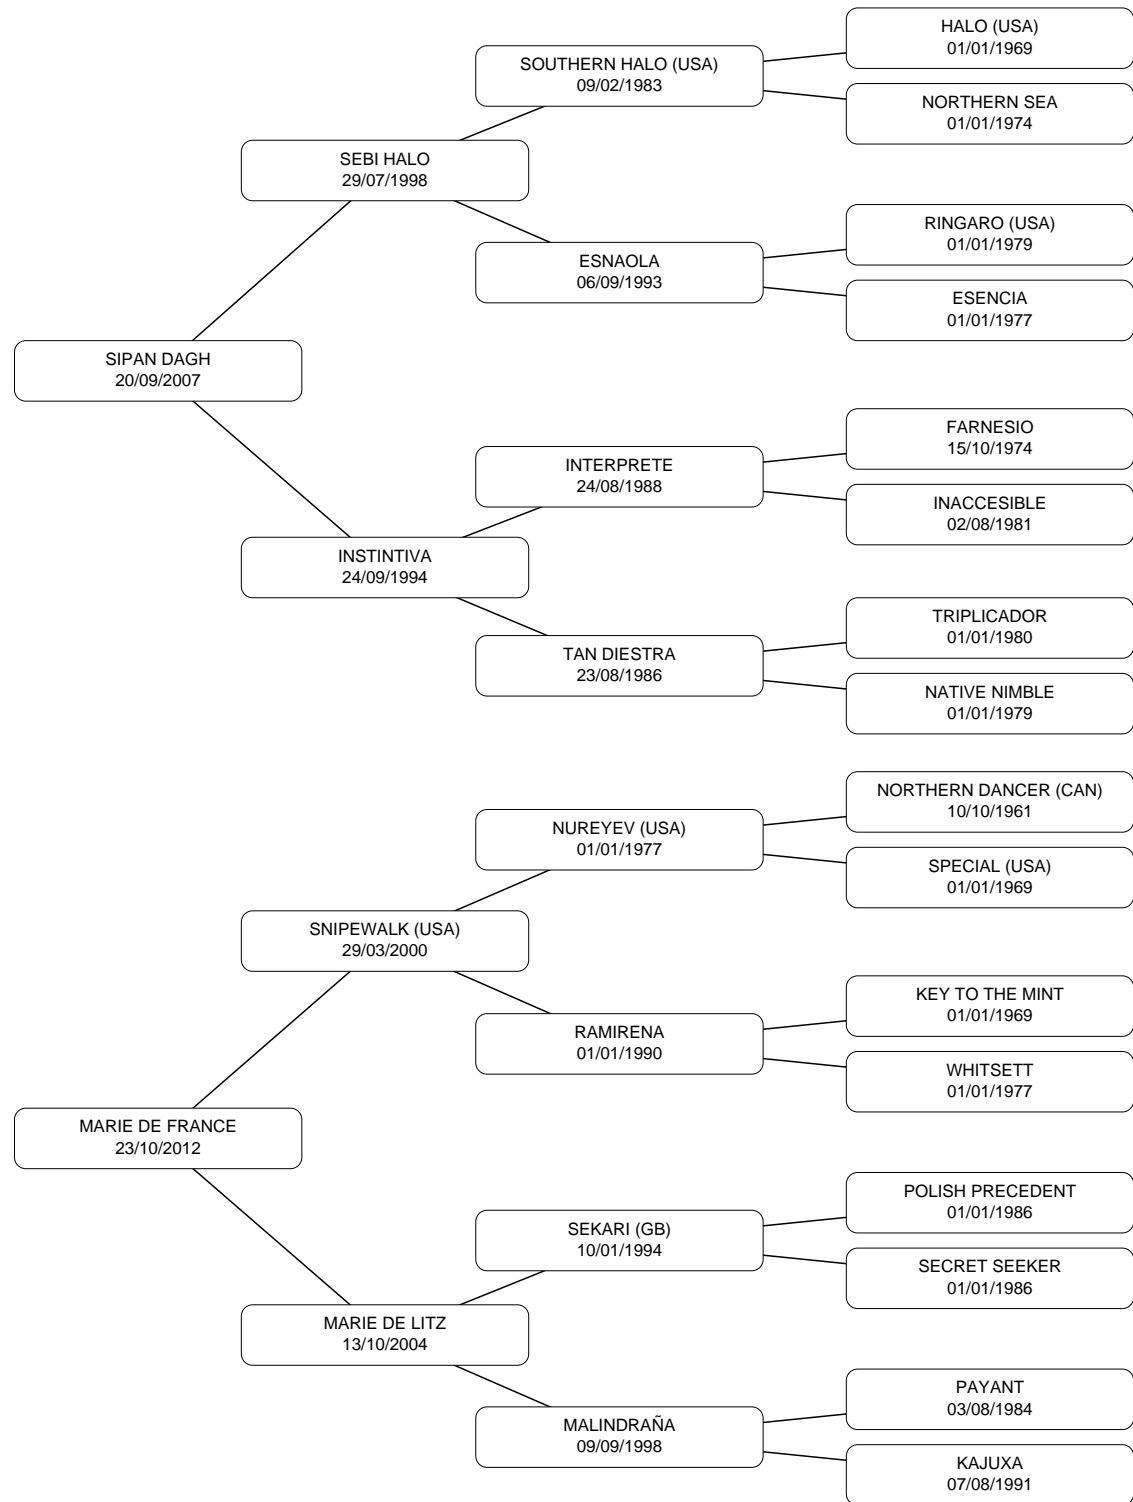 HALO (USA)
01/01/1969
SOUTHERN HALO (USA)
09/02/1983
NORTHERN SEA
01/01/1974
SEBI HALO
29/07/1998
RINGARO (USA)
01/01/1979
ESNAOLA
06/09/1993
ESENCIA
01/01/1977
SIPAN DAGH
20/09/2007
FARNESIO
15/10/1974
INTERPRETE
24/08/1988
INACCESIBLE
02/08/1981
INSTINTIVA
24/09/1994
TRIPLICADOR
01/01/1980
TAN DIESTRA
23/08/1986
NATIVE NIMBLE
01/01/1979
NORTHERN DANCER (CAN)
10/10/1961
NUREYEV (USA)
01/01/1977
SPECIAL (USA)
01/01/1969
SNIPEWALK (USA)
29/03/2000
KEY TO THE MINT
01/01/1969
RAMIRENA
01/01/1990
WHITSETT
01/01/1977
MARIE DE FRANCE
23/10/2012
POLISH PRECEDENT
01/01/1986
SEKARI (GB)
10/01/1994
SECRET SEEKER
01/01/1986
MARIE DE LITZ
13/10/2004
PAYANT
03/08/1984
MALINDRAÑA
09/09/1998
KAJUXA
07/08/1991